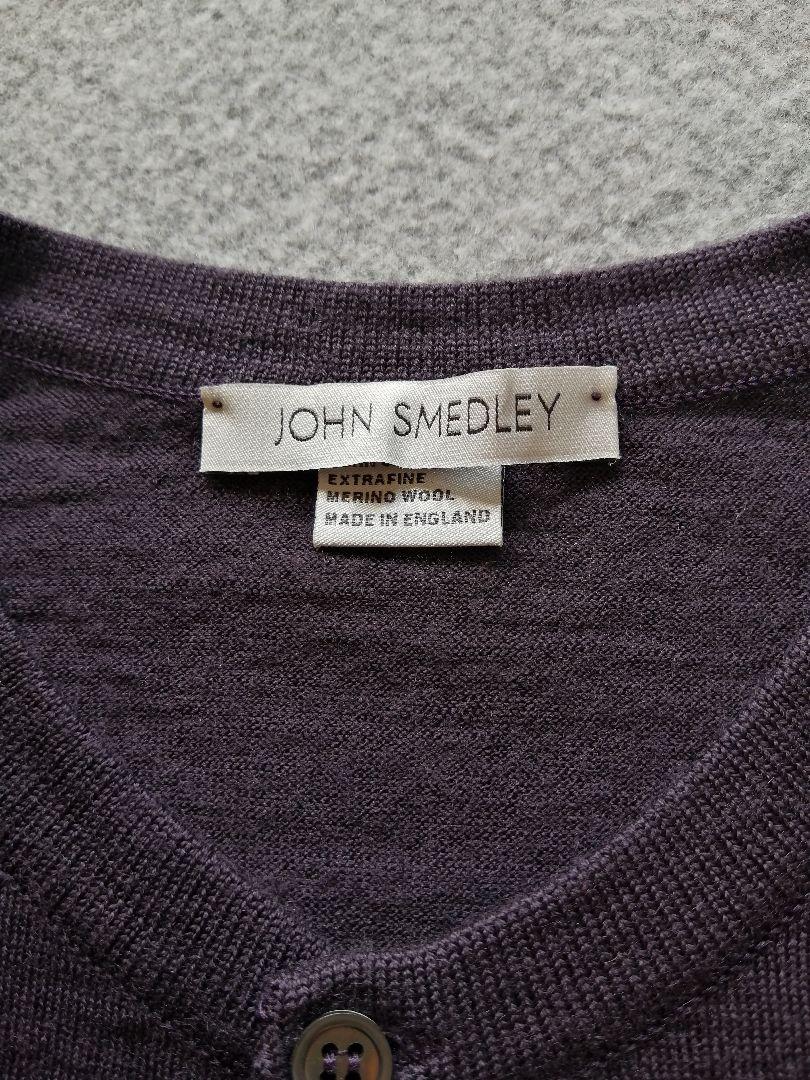 JOHN SMEDLEY
EXTRAFINE
MERINO WOOL
MADE IN ENGLAND